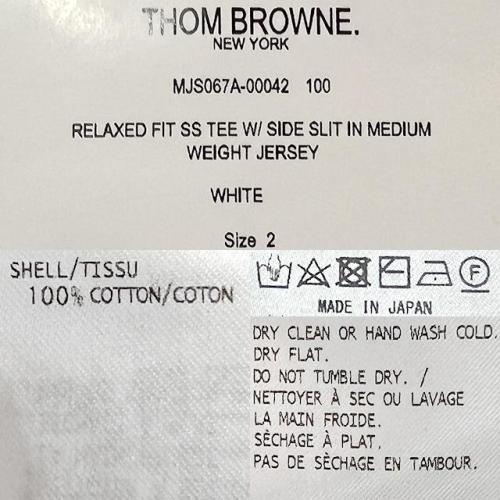 THOM BROWNE.
NEW YORK
MJS067A-00042 100
RELAXED FIT SS TEE W/ SIDE SLIT IN MEDIUM
WEIGHT JERSEY
WHITE
Size 2
SHELL/TISSU
100% COTTON/COTON
F
MADE IN JAPAN
DRY CLEAN OR HAND WASH COLD.
DRY FLAT.
DO NOT TUMBLE DRY. /
NETTOYER À SEC OU LAVAGE
LA MAIN FROIDE.
SÈCHAGE À PLAT.
PAS DE SÈCHAGE EN TAMBOUR.